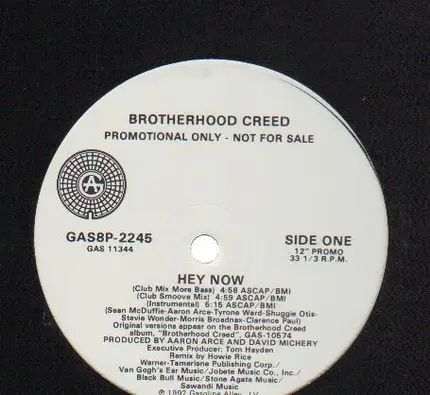 BROTHERHOOD CREED
PROMOTIONAL ONLY - NOT FOR SALE
GA
GAS8P-2245
GAS 11344
SIDE ONE
12" PROMO
33 1/3 R.P.M.
HEY NOW
(Club Mix More Bass) 4:58 ASCAP/BMI
(Club Smoove Mix) 4:59 ASCAP/BMI
(Instrumental) 5:15 ASCAP/BMI
(Sean McDuffie-Aaron Arce-Tyrone Ward-Shuggie Otis-
Stevie Wonder-Morris Broadnax-Clarence Paul)
Original versions appear on the Brotherhood Creed
album, "Brotherhood Creed", GAS-10574
PRODUCED BY AARON ARCE AND DAVID MICHERY
Executive Producer: Tom Hayden
Remix by Howie Rice
Warner-Tamerlane Publishing Corp./
Van Gogh's Ear Music/Jobete Music Co., Inc./
Black Bull Music/Stone Agate Music/
Sawandi Music
℗ 1992 Gasoline Alley, J.V.